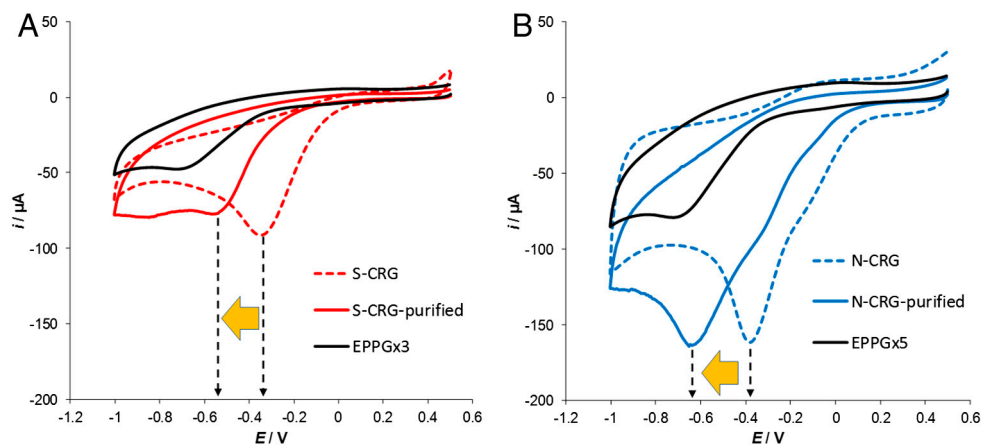 A
50
0
-50
-100
-150
-200
i / µA
S-CRG
S-CRG-purified
EPPGx3
-1.2 -1 -0.8 -0.6 -0.4 -0.2 0 0.2 0.4 0.6
E / V
B
50
0
-50
-100
-150
-200
i / µA
N-CRG
N-CRG-purified
EPPGx5
-1.2 -1 -0.8 -0.6 -0.4 -0.2 0 0.2 0.4 0.6
E / V